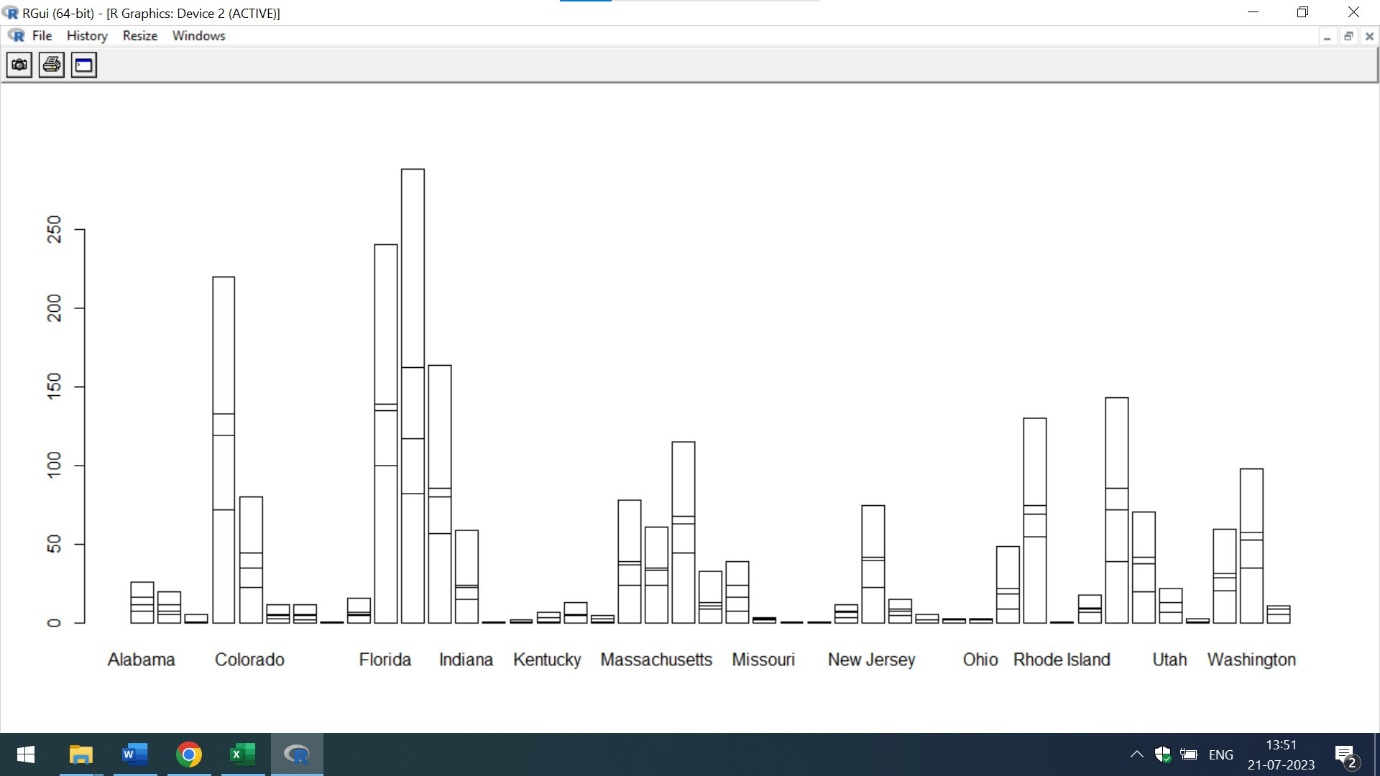 RGui (64-bit) - [R Graphics: Device 2 (ACTIVE)]
File History Resize Windows
250
200
150
100
50
0
Alabama Colorado Florida Indiana Kentucky Massachusetts Missouri New Jersey Ohio Rhode Island Utah Washington
ENG
13:51
21-07-2023
2